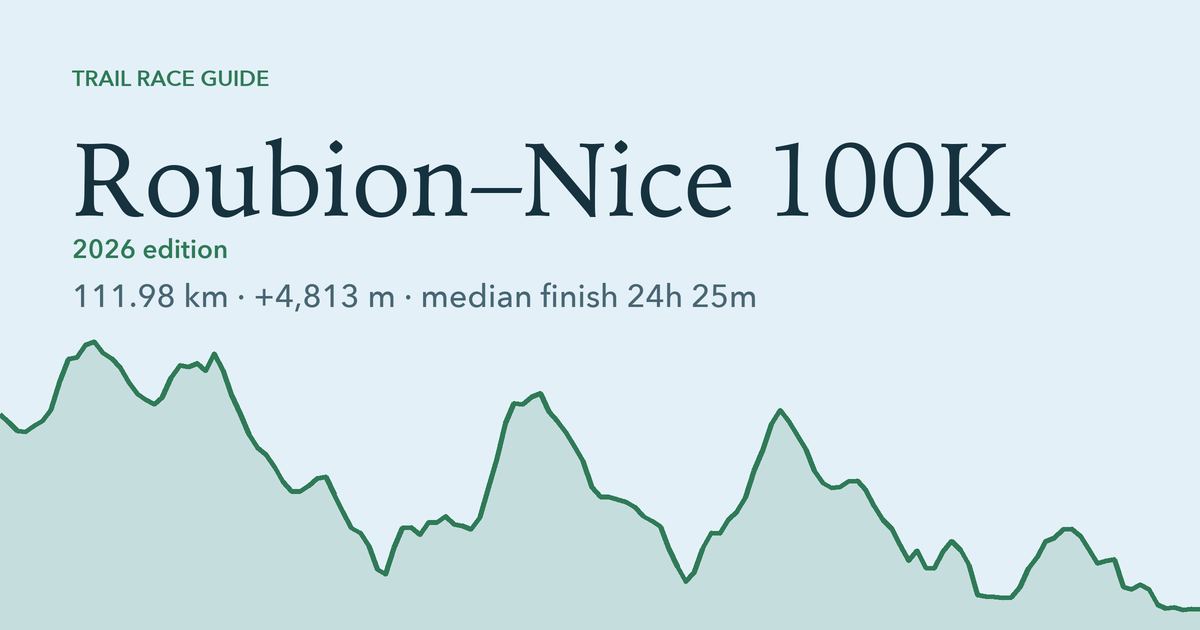 TRAIL RACE GUIDE
Roubion–Nice 100K
2026 edition
111.98 km · +4,813 m · median finish 24h 25m